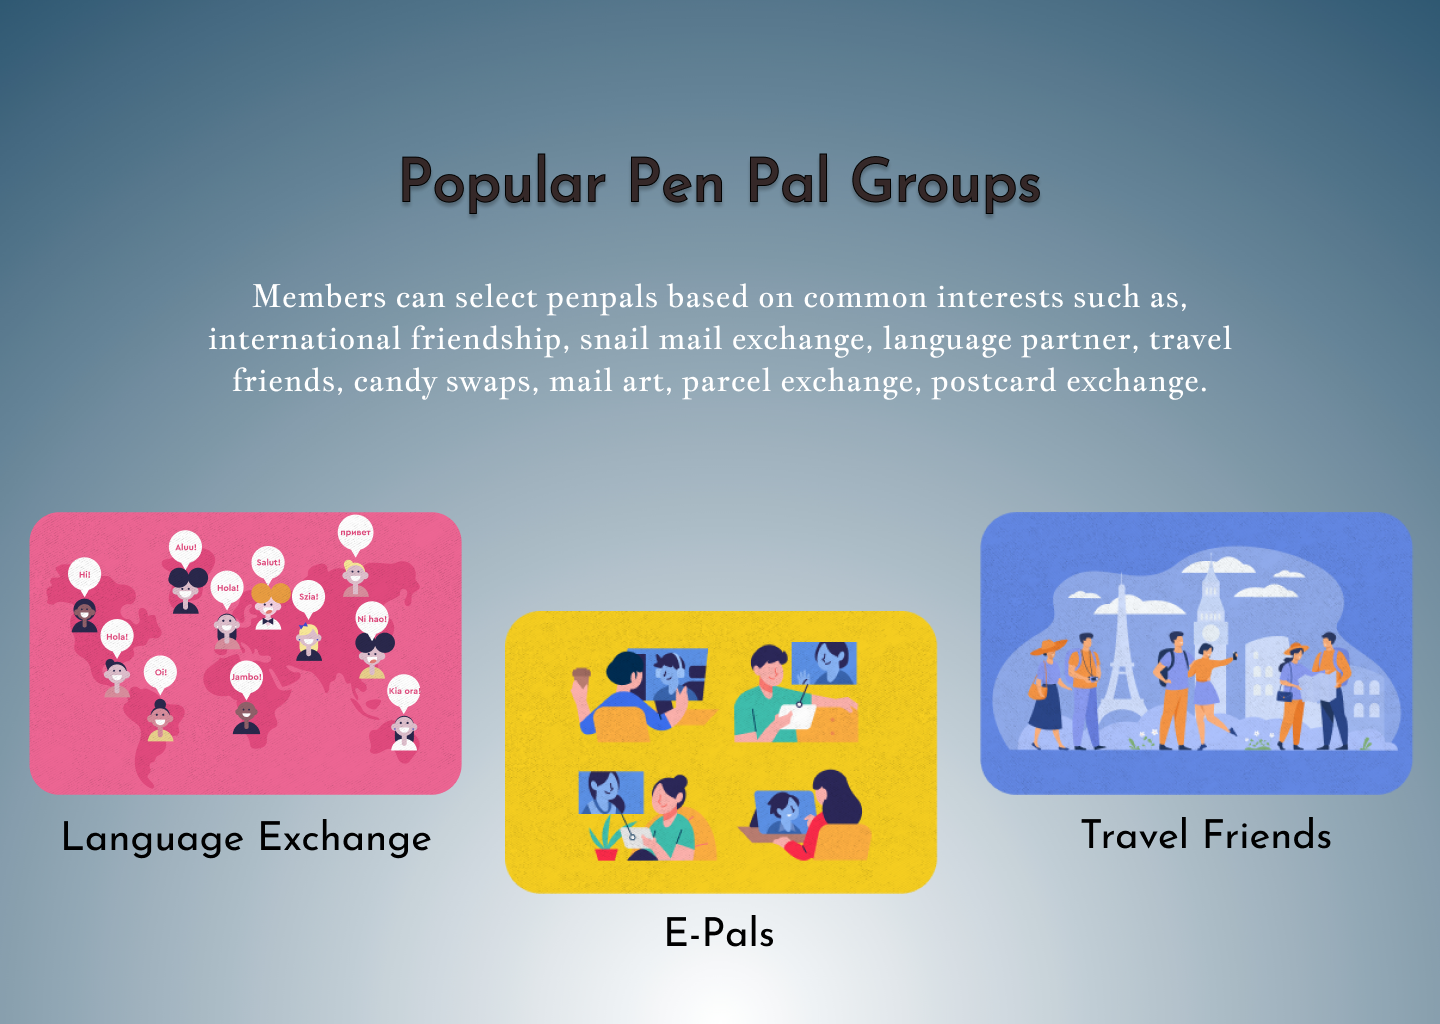 Popular Pen Pal Groups
Members can select penpals based on common interests such as,
international friendship, snail mail exchange, language partner, travel
friends, candy swaps, mail art, parcel exchange, postcard exchange.
привет
Aluu!
Salut!
Hi!
Hola!
Szia!
Ni hao!
Hola!
Oi!
Jambo!
Kia ora!
Language Exchange
E-Pals
Travel Friends